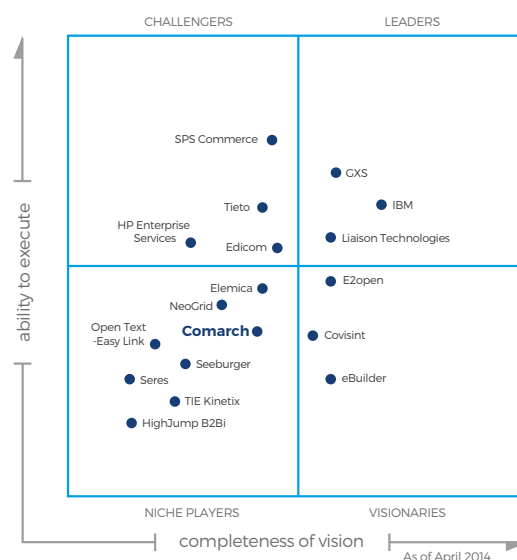 CHALLENGERS
LEADERS
SPS Commerce
GXS
IBM
Tieto
HP Enterprise
Services
Liaison Technologies
Edicom
ability to execute
E2open
Elemica
NeoGrid
Open Text
-Easy Link
Comarch
Covisint
Seeburger
Seres
eBuilder
TIE Kinetix
HighJump B2Bi
NICHE PLAYERS
VISIONARIES
completeness of vision
As of April 2014